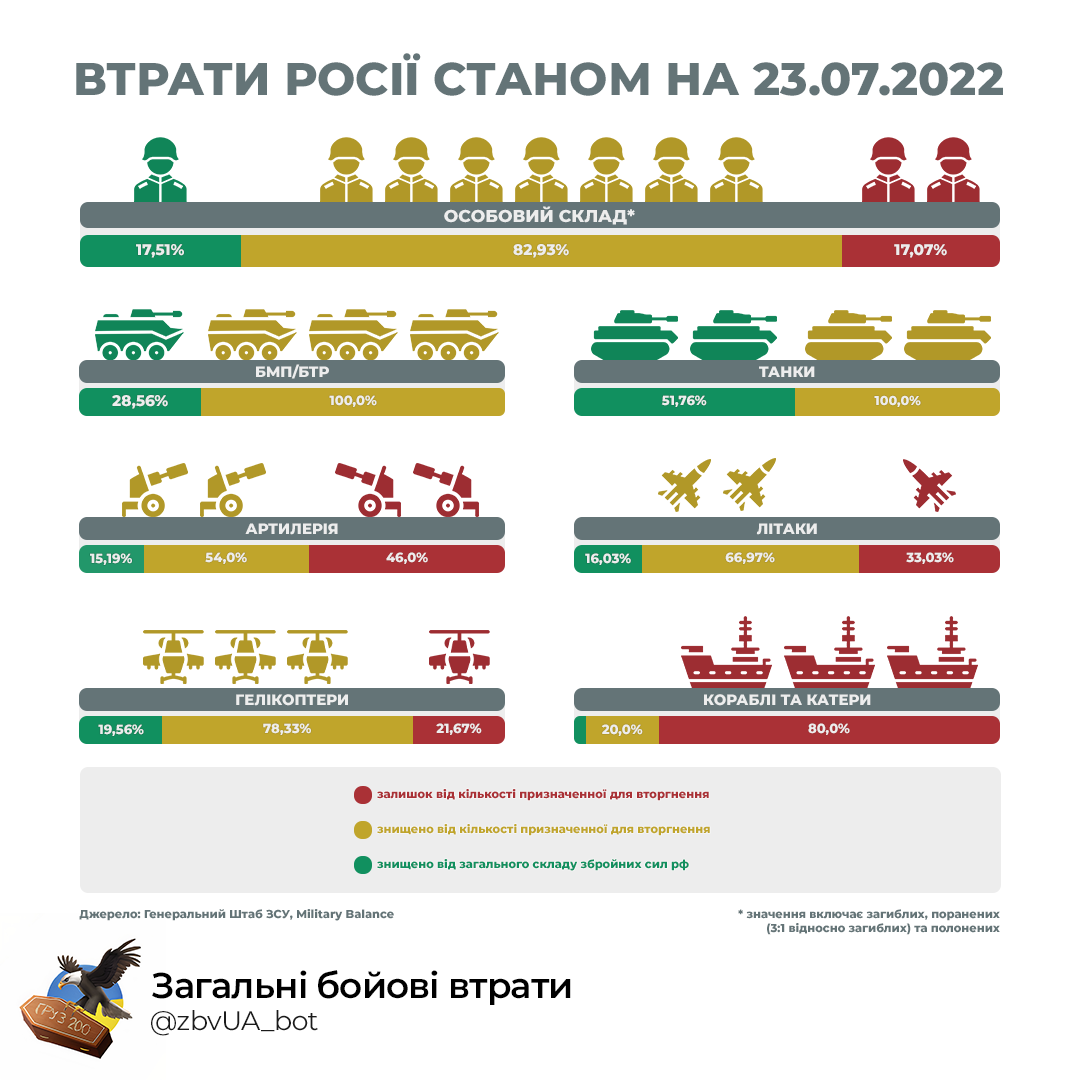 ВТРАТИ РОСІЇ СТАНОМ НА 23.07.2022
ОСОБОВИЙ СКЛАД*
17,51% 82,93% 17,07%
БМП/БТР
28,56% 100,0%
ТАНКИ
51,76% 100,0%
АРТИЛЕРІЯ
15,19% 54,0% 46,0%
ЛІТАКИ
16,03% 66,97% 33,03%
ГЕЛІКОПТЕРИ
19,56% 78,33% 21,67%
КОРАБЛІ ТА КАТЕРИ
20,0% 80,0%
залишок від кількості призначенної для вторгнення
знищено від кількості призначенної для вторгнення
знищено від загального складу збройних сил рф
Джерело: Генеральний Штаб ЗСУ, Military Balance
* значення включає загиблих, поранених
(3:1 відносно загиблих) та полонених
ГРУЗ 200
Загальні бойові втрати
@zbvUA_bot